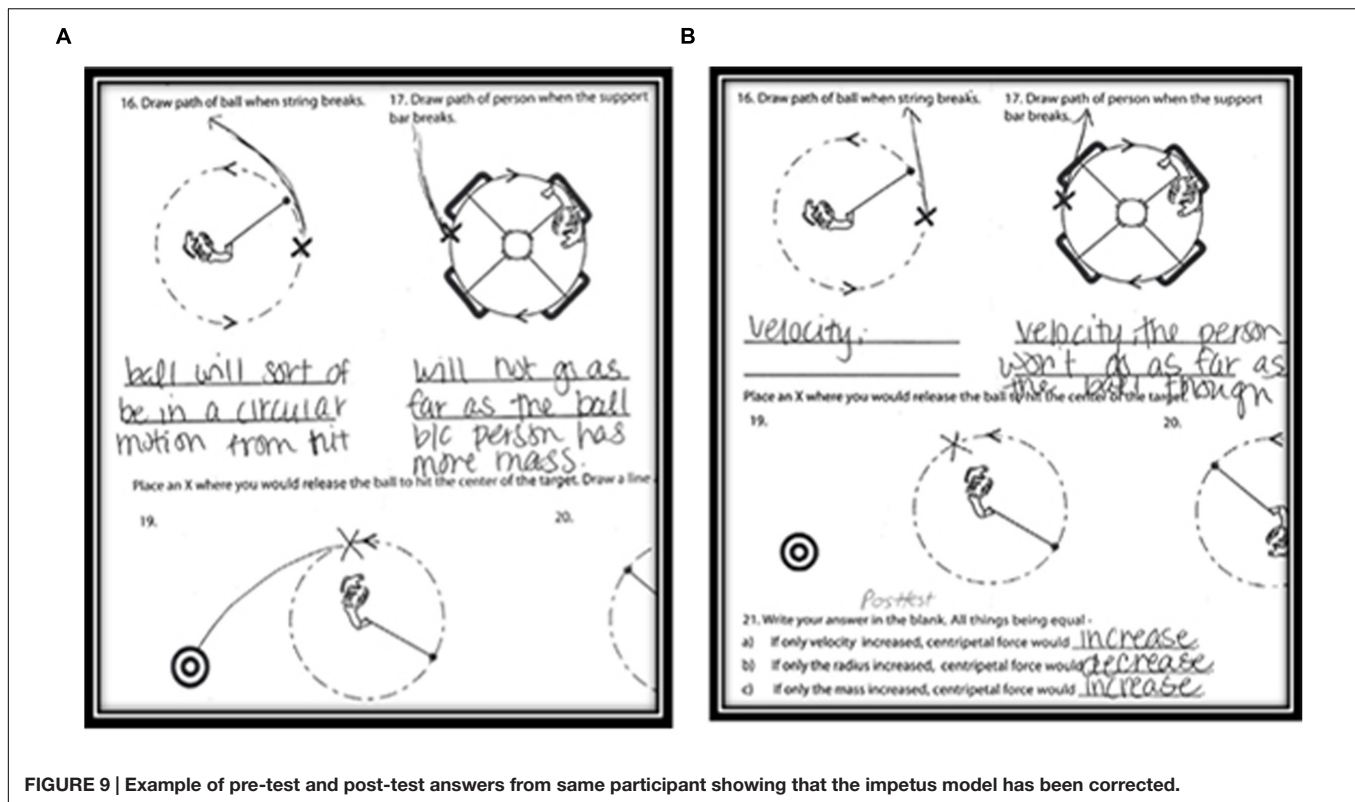 A
B
16. Draw path of ball when string breaks.
17. Draw path of person when the support
bar breaks.
ball will sort of
be in a circular
motion from hit
will not go as
far as the ball
b/c person has
more mass.
Place an X where you would release the ball to hit the center of the target. Draw a line
19.
20.
16. Draw path of ball when string breaks.
17. Draw path of person when the support
bar breaks.
velocity;
velocity, the person
won't go as far as
the ball though
Place an X where you would release the ball to hit the center of the target.
19.
20.
Posttest
21. Write your answer in the blank. All things being equal -
a) If only velocity increased, centripetal force would increase
b) If only the radius increased, centripetal force would decrease
c) If only the mass increased, centripetal force would increase
FIGURE 9 | Example of pre-test and post-test answers from same participant showing that the impetus model has been corrected.